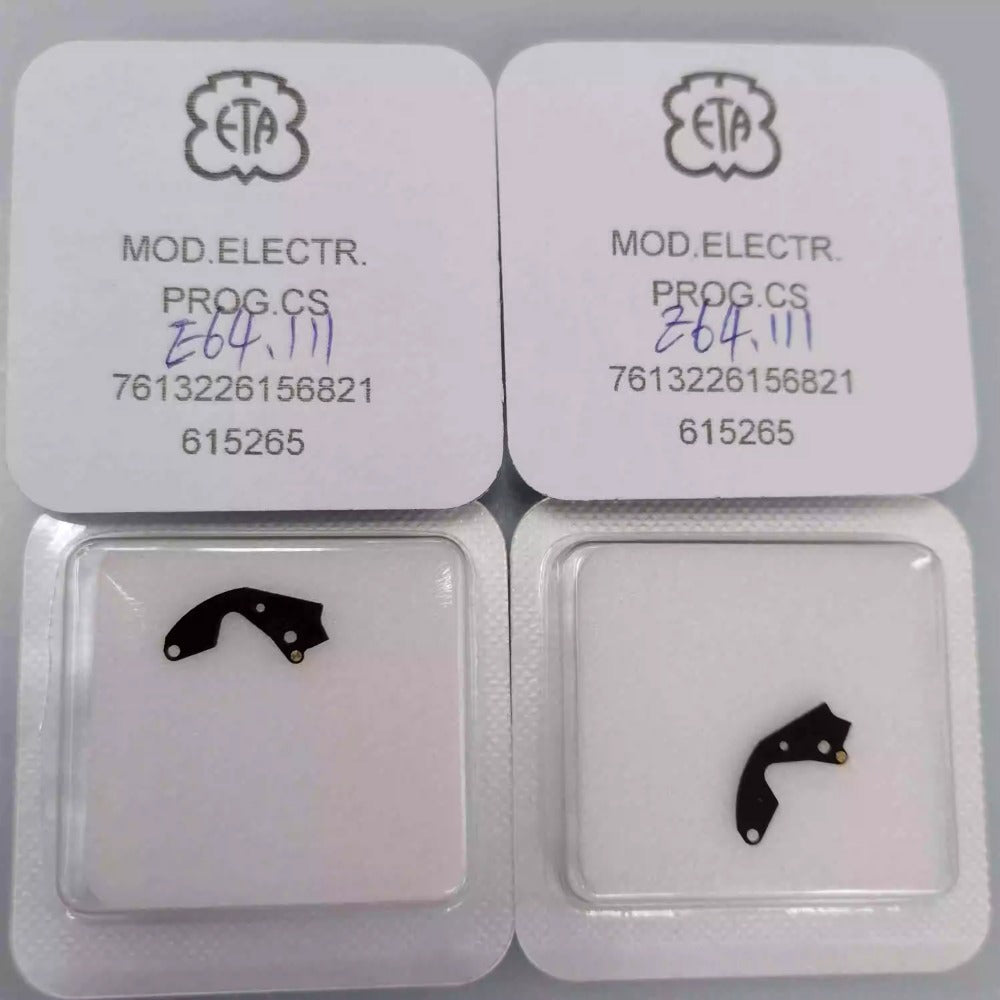 ETA
MOD.ELECTR.
PROG.CS
E64.111
7613226156821
615265
ETA
MOD.ELECTR.
PROG.CS
E64.111
7613226156821
615265